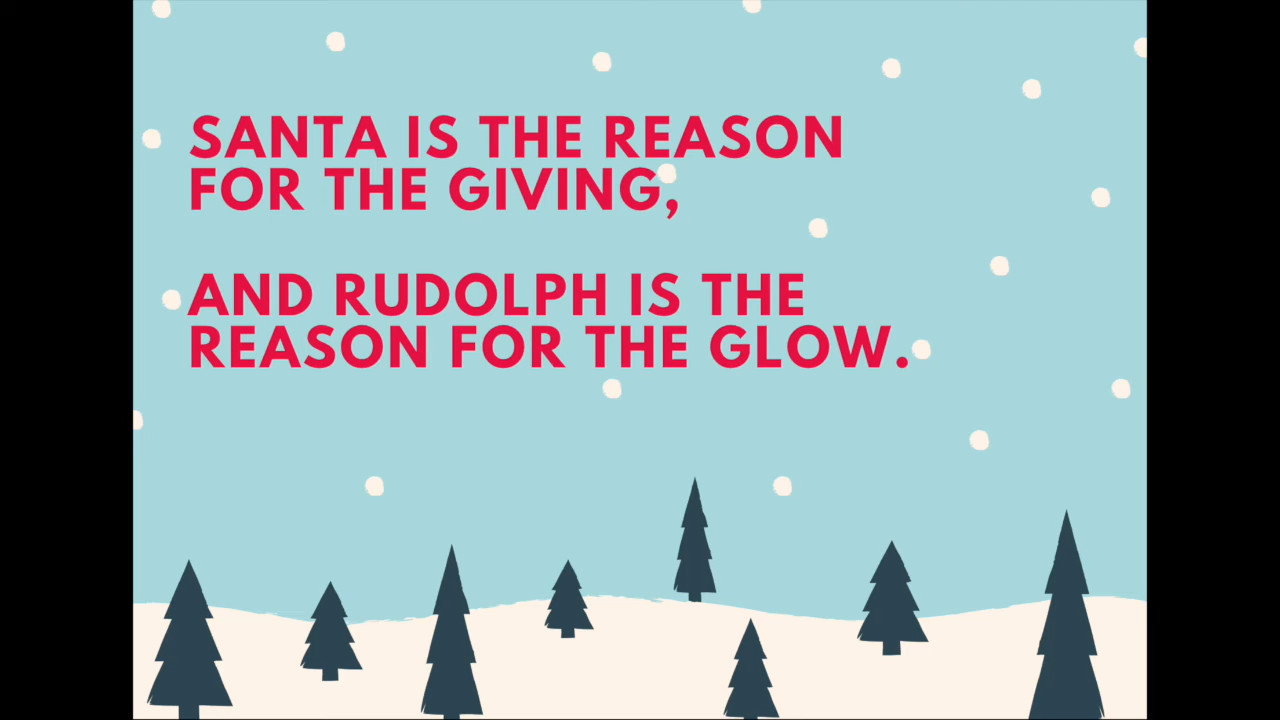 SANTA IS THE REASON
FOR THE GIVING,
AND RUDOLPH IS THE
REASON FOR THE GLOW.